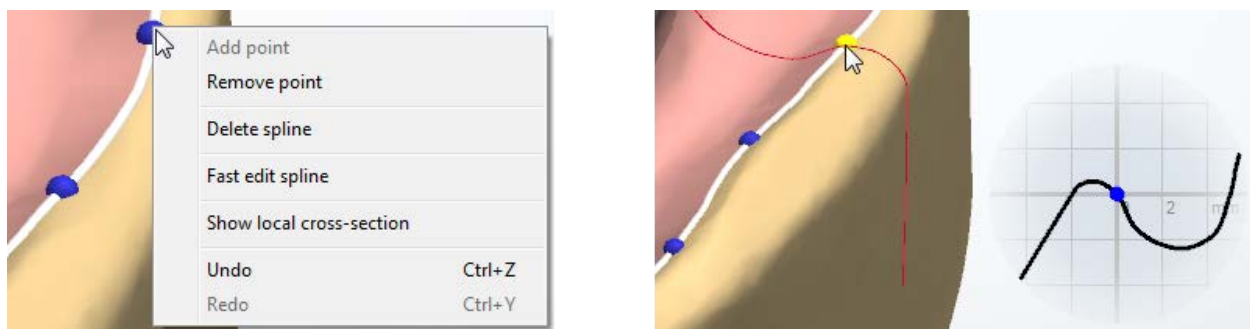 Add point
Remove point
Delete spline
Fast edit spline
Show local cross-section
Undo Ctrl+Z
Redo Ctrl+Y
2 mm